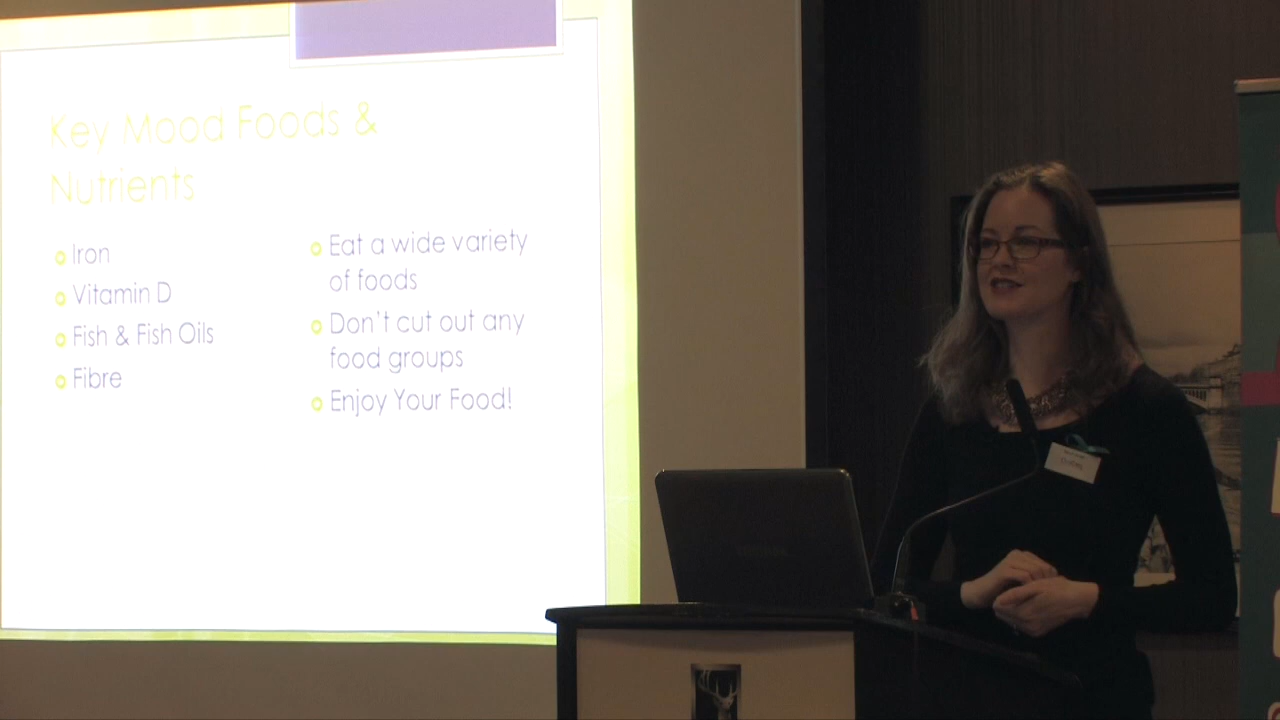 Key Mood Foods &
Nutrients
Iron
Vitamin D
Fish & Fish Oils
Fibre
Eat a wide variety
of foods
Don't cut out any
food groups
Enjoy Your Food!